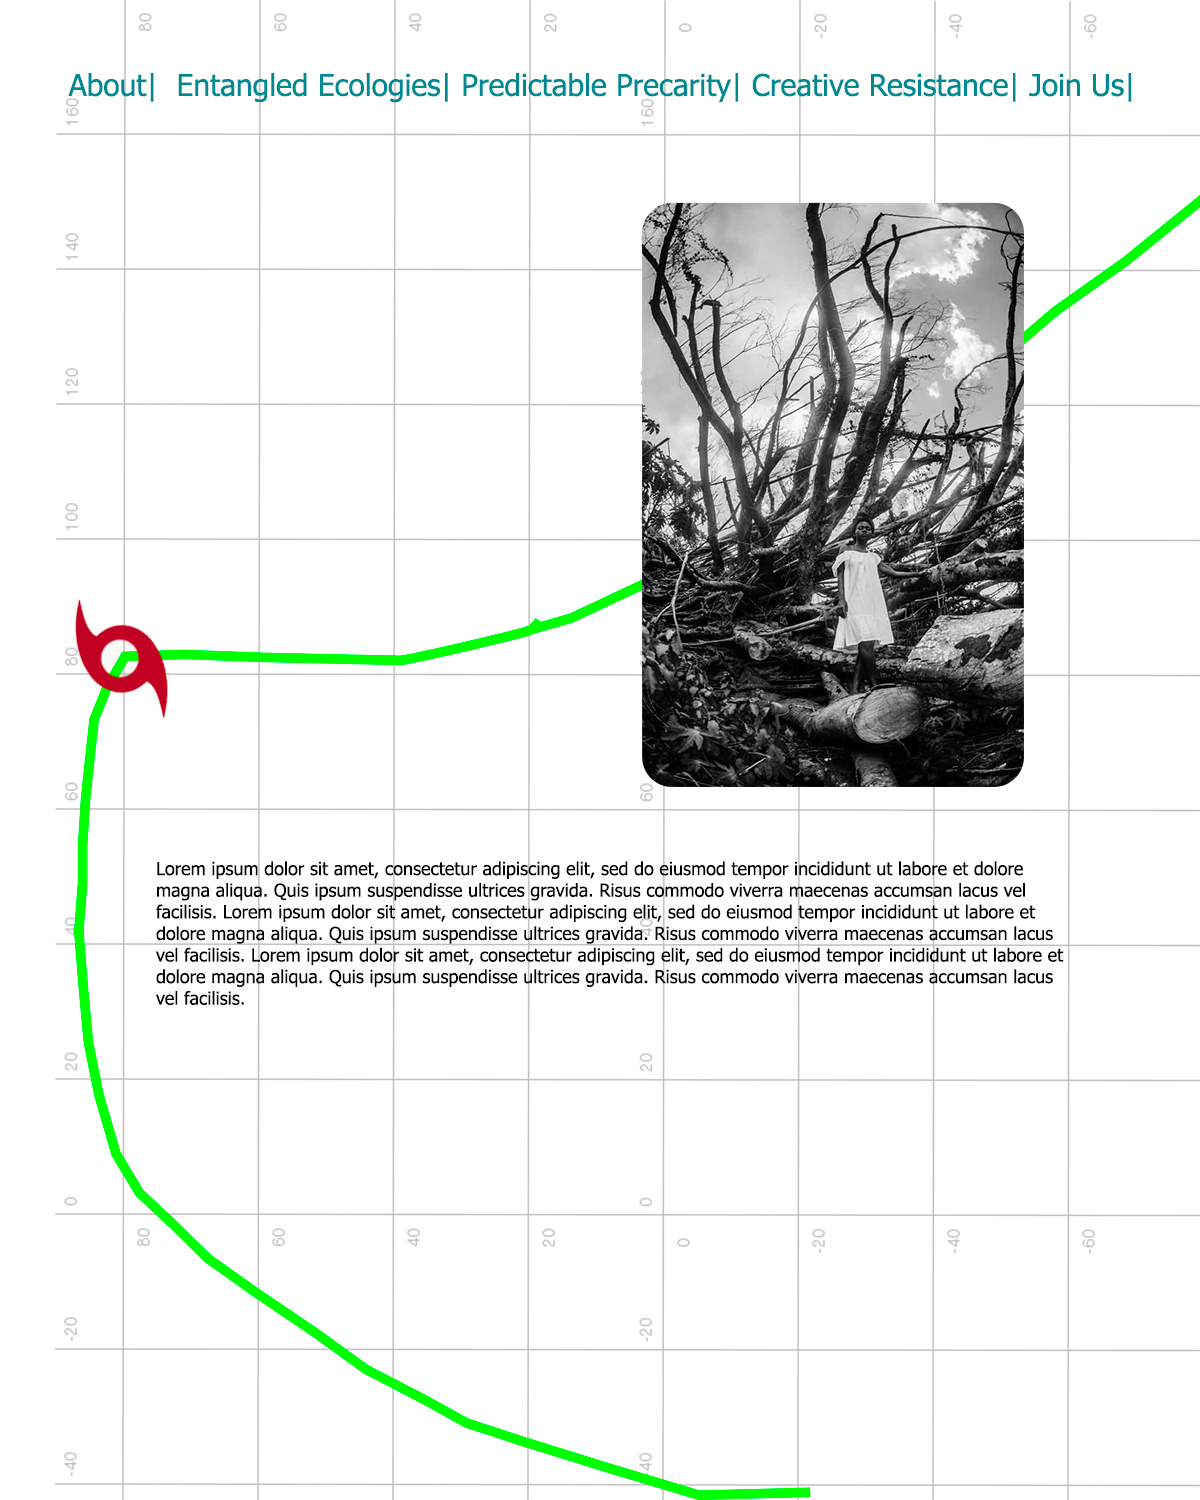 80 60 40 20 0 -20 -40 -60
About| Entangled Ecologies| Predictable Precarity| Creative Resistance| Join Us|
160 160
140
120
100
80
60 60
Lorem ipsum dolor sit amet, consectetur adipiscing elit, sed do eiusmod tempor incididunt ut labore et dolore
magna aliqua. Quis ipsum suspendisse ultrices gravida. Risus commodo viverra maecenas accumsan lacus vel
facilisis. Lorem ipsum dolor sit amet, consectetur adipiscing elit, sed do eiusmod tempor incididunt ut labore et
40 40
dolore magna aliqua. Quis ipsum suspendisse ultrices gravida. Risus commodo viverra maecenas accumsan lacus
vel facilisis. Lorem ipsum dolor sit amet, consectetur adipiscing elit, sed do eiusmod tempor incididunt ut labore et
dolore magna aliqua. Quis ipsum suspendisse ultrices gravida. Risus commodo viverra maecenas accumsan lacus
vel facilisis.
20 20
0 0
80 60 40 20 0 -20 -40 -60
-20 -20
-40 -40